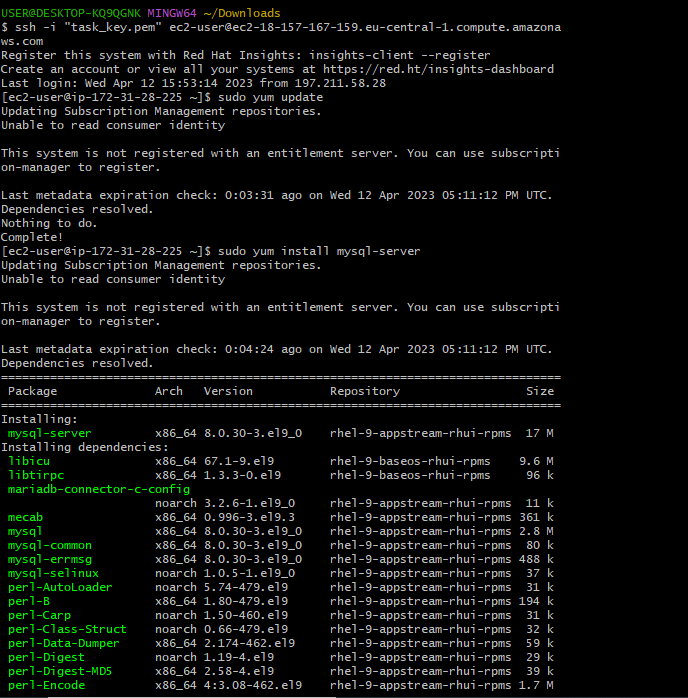 USER@DESKTOP-KQ9QGNK MINGW64 ~/Downloads
$ ssh -i "task_key.pem" ec2-user@ec2-18-157-167-159.eu-central-1.compute.amazona
ws.com
Register this system with Red Hat Insights: insights-client --register
Create an account or view all your systems at https://red.ht/insights-dashboard
Last login: Wed Apr 12 15:53:14 2023 from 197.211.58.28
[ec2-user@ip-172-31-28-225 ~]$ sudo yum update
Updating Subscription Management repositories.
Unable to read consumer identity

This system is not registered with an entitlement server. You can use subscripti
on-manager to register.

Last metadata expiration check: 0:03:31 ago on Wed 12 Apr 2023 05:11:12 PM UTC.
Dependencies resolved.
Nothing to do.
Complete!
[ec2-user@ip-172-31-28-225 ~]$ sudo yum install mysql-server
Updating Subscription Management repositories.
Unable to read consumer identity

This system is not registered with an entitlement server. You can use subscripti
on-manager to register.

Last metadata expiration check: 0:04:24 ago on Wed 12 Apr 2023 05:11:12 PM UTC.
Dependencies resolved.
================================================================================
Package Arch Version Repository Size
================================================================================
Installing:
mysql-server x86_64 8.0.30-3.el9_0 rhel-9-appstream-rhui-rpms 17 M
Installing dependencies:
libicu x86_64 67.1-9.el9 rhel-9-baseos-rhui-rpms 9.6 M
libtirpc x86_64 1.3.3-0.el9 rhel-9-baseos-rhui-rpms 96 k
mariadb-connector-c-config
noarch 3.2.6-1.el9_0 rhel-9-appstream-rhui-rpms 11 k
mecab x86_64 0.996-3.el9.3 rhel-9-appstream-rhui-rpms 361 k
mysql x86_64 8.0.30-3.el9_0 rhel-9-appstream-rhui-rpms 2.8 M
mysql-common x86_64 8.0.30-3.el9_0 rhel-9-appstream-rhui-rpms 80 k
mysql-errmsg x86_64 8.0.30-3.el9_0 rhel-9-appstream-rhui-rpms 488 k
mysql-selinux noarch 1.0.5-1.el9_0 rhel-9-appstream-rhui-rpms 37 k
perl-AutoLoader noarch 5.74-479.el9 rhel-9-appstream-rhui-rpms 31 k
perl-B x86_64 1.80-479.el9 rhel-9-appstream-rhui-rpms 194 k
perl-Carp noarch 1.50-460.el9 rhel-9-appstream-rhui-rpms 31 k
perl-Class-Struct noarch 0.66-479.el9 rhel-9-appstream-rhui-rpms 32 k
perl-Data-Dumper x86_64 2.174-462.el9 rhel-9-appstream-rhui-rpms 59 k
perl-Digest noarch 1.19-4.el9 rhel-9-appstream-rhui-rpms 29 k
perl-Digest-MD5 x86_64 2.58-4.el9 rhel-9-appstream-rhui-rpms 39 k
perl-Encode x86_64 4:3.08-462.el9 rhel-9-appstream-rhui-rpms 1.7 M